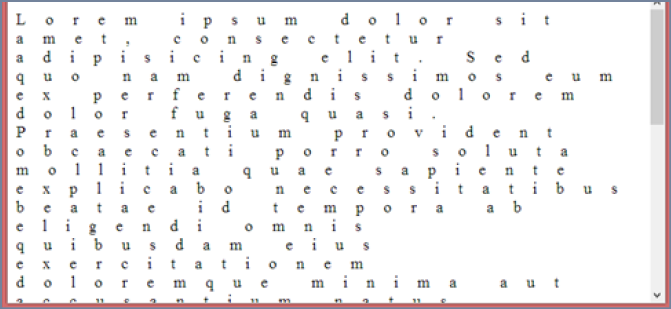 Lorem ipsum dolor sit
amet, consectetur
adipisicing elit. Sed
quo nam dignissimos eum
ex perferendis dolorem
dolor fuga quasi.
Praesentium provident
obcaecati porro soluta
mollitia quae sapiente
explicabo necessitatibus
beatae id tempora ab
eligendi omnis
quibusdam eius
exercitationem
doloremque minima aut
accusantium natus